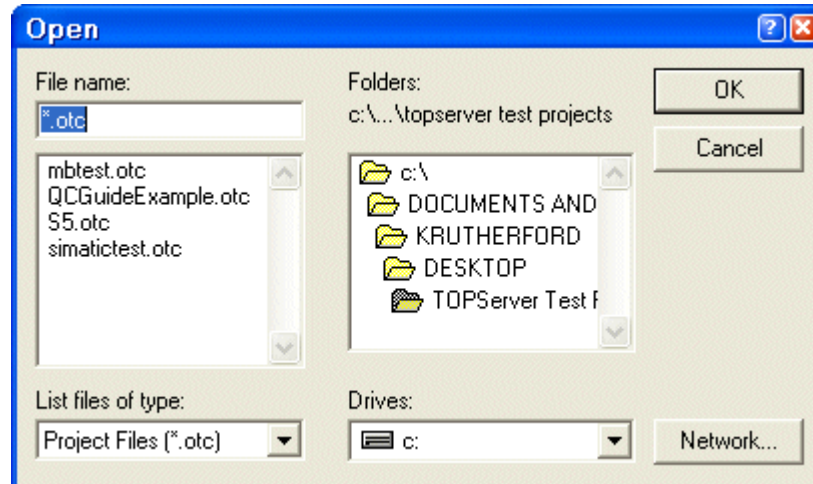 Open
File name:
*.otc
mbtest.otc
QCGuideExample.otc
S5.otc
simatictest.otc
List files of type:
Project Files (*.otc)
Folders:
c:\...\topserver test projects
c:\
DOCUMENTS AND
KRUTHERFORD
DESKTOP
TOPServer Test
Drives:
c:
OK
Cancel
Network...